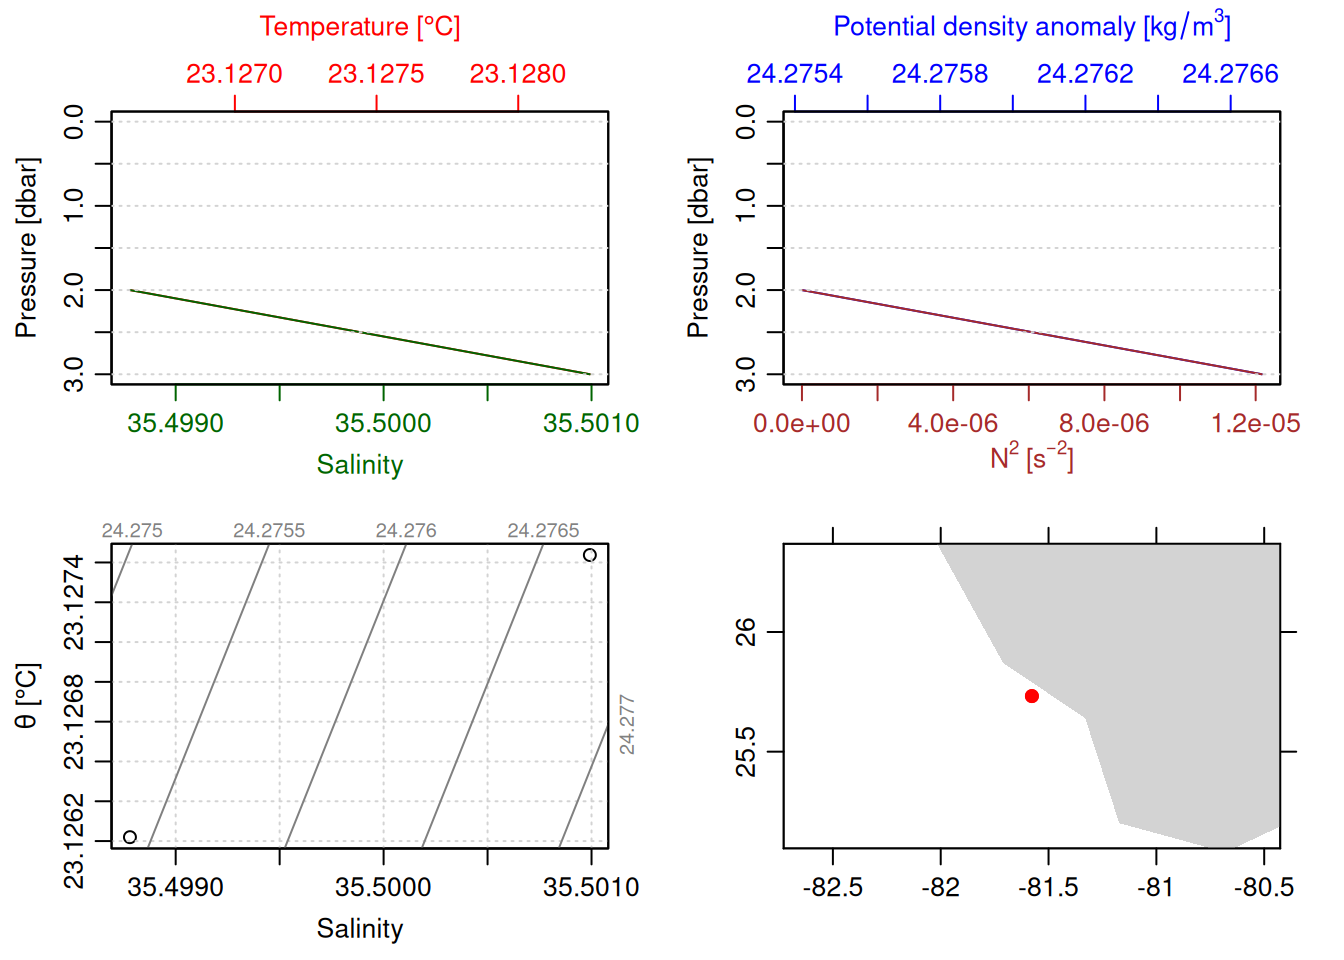 Temperature [°C]
23.1270 23.1275 23.1280
0.0
1.0
2.0
3.0
Pressure [dbar]
35.4990 35.5000 35.5010
Salinity
Potential density anomaly [kg/m³]
24.2754 24.2758 24.2762 24.2766
0.0
1.0
2.0
3.0
Pressure [dbar]
0.0e+00 4.0e-06 8.0e-06 1.2e-05
N² [s⁻²]
24.275 24.2755 24.276 24.2765
24.277
23.1274
23.1268
23.1262
θ [°C]
35.4990 35.5000 35.5010
Salinity
26
25.5
-82.5 -82 -81.5 -81 -80.5